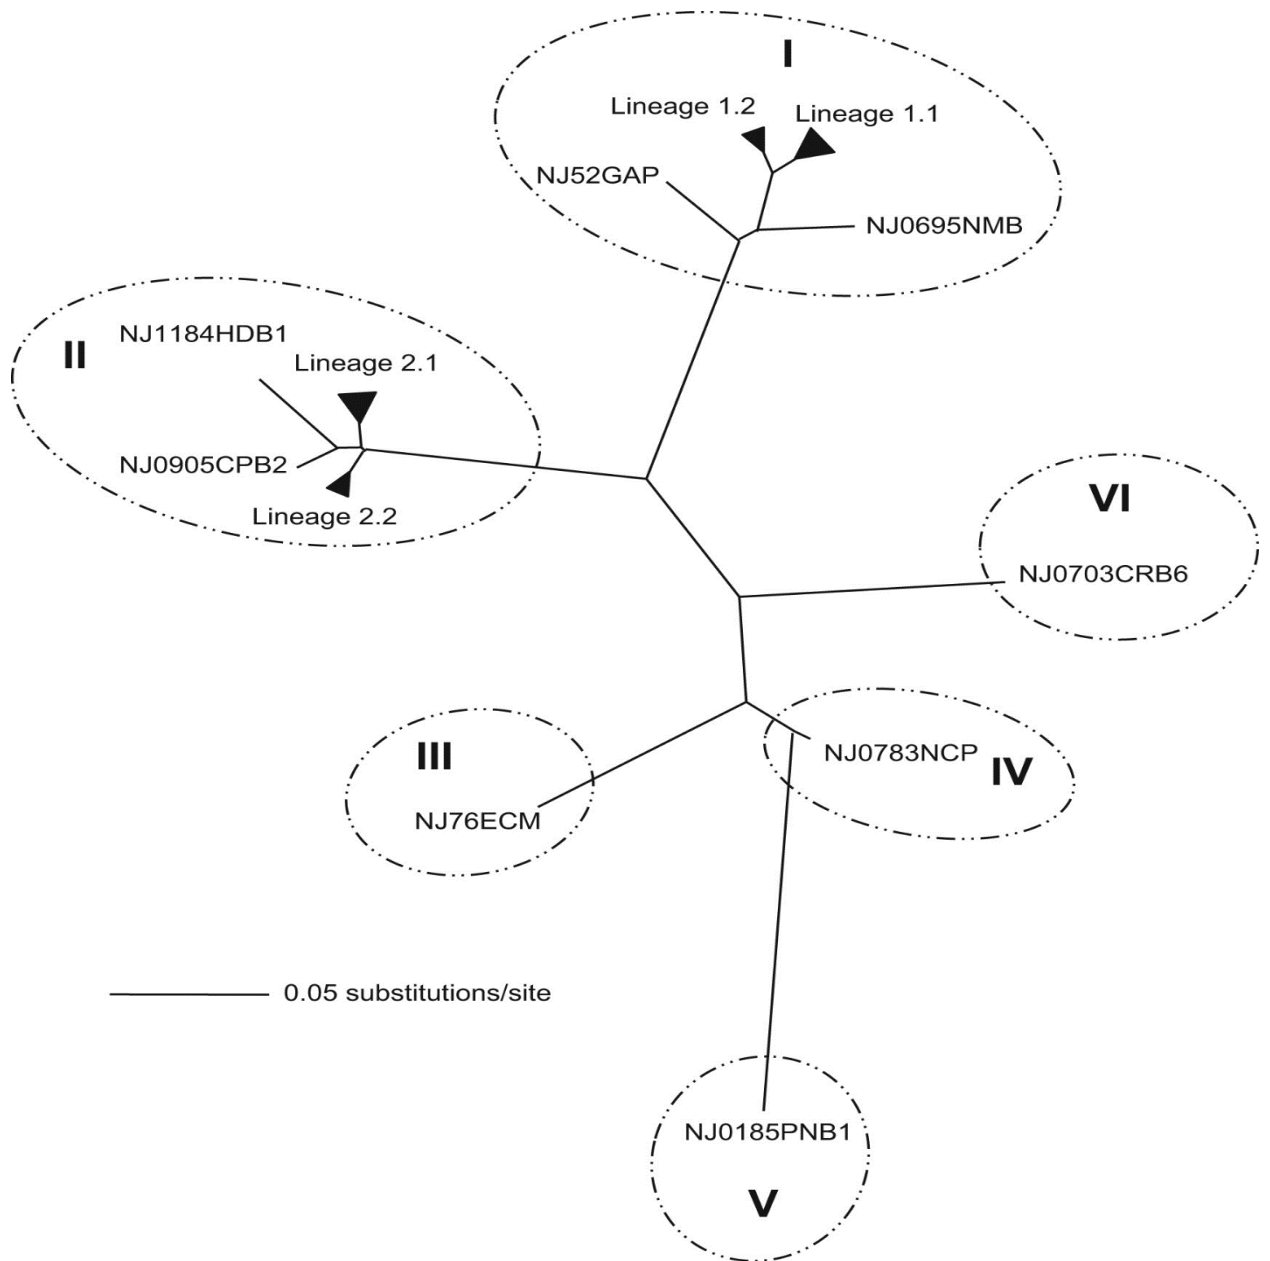 I
Lineage 1.2
Lineage 1.1
NJ52GAP
NJ0695NMB
II
NJ1184HDB1
Lineage 2.1
NJ0905CPB2
Lineage 2.2
VI
NJ0703CRB6
III
NJ76ECM
NJ0783NCP
IV
0.05 substitutions/site
NJ0185PNB1
V